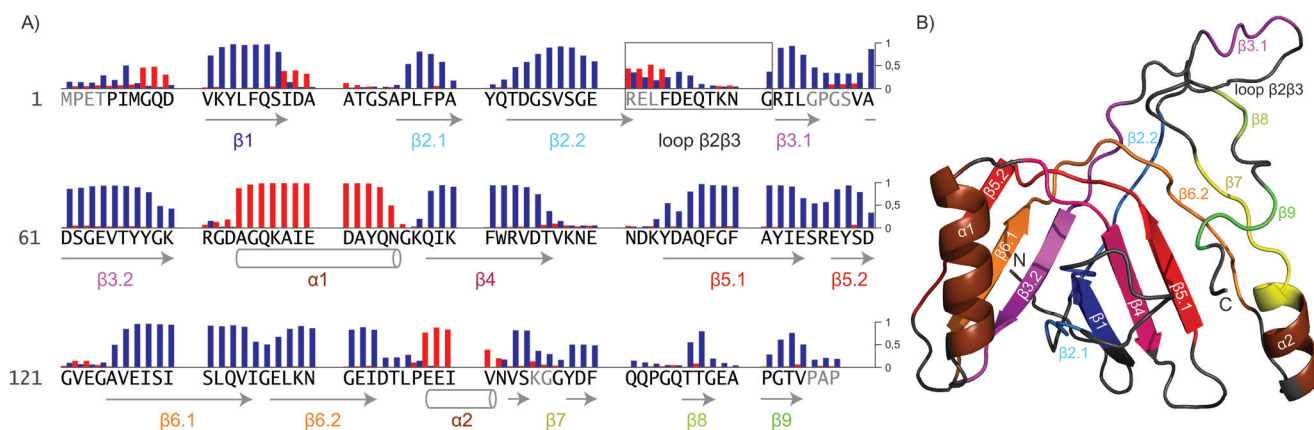 A)
1
0,5
0
1 MPETPIMGQD VKYLFQSIDA ATGSAPLFPA YQTDGSVSGE RELFDEQTKN GRILGPGSVA
β1 β2.1 β2.2 loop β2β3 β3.1
1
0,5
0
61 DSGEVTYYGK RGDAGQKAIE DAYQNGKQIK FWRVDTVKNE NDKYDAQFGF AYIESREYSD
β3.2 α1 β4 β5.1 β5.2
1
0,5
0
121 GVEGAVEISI SLQVIGELKN GEIDTLPEEI VNVSKGGYDF QQPGQTTGEA PGTVPAP
β6.1 β6.2 α2 β7 β8 β9
B)
β3.1
loop β2β3
β8
β2.2
β5.2
β7
β6.2
β9
α1
β6.1
N
β3.2
β5.1
C
β1
β4
α2
β2.1